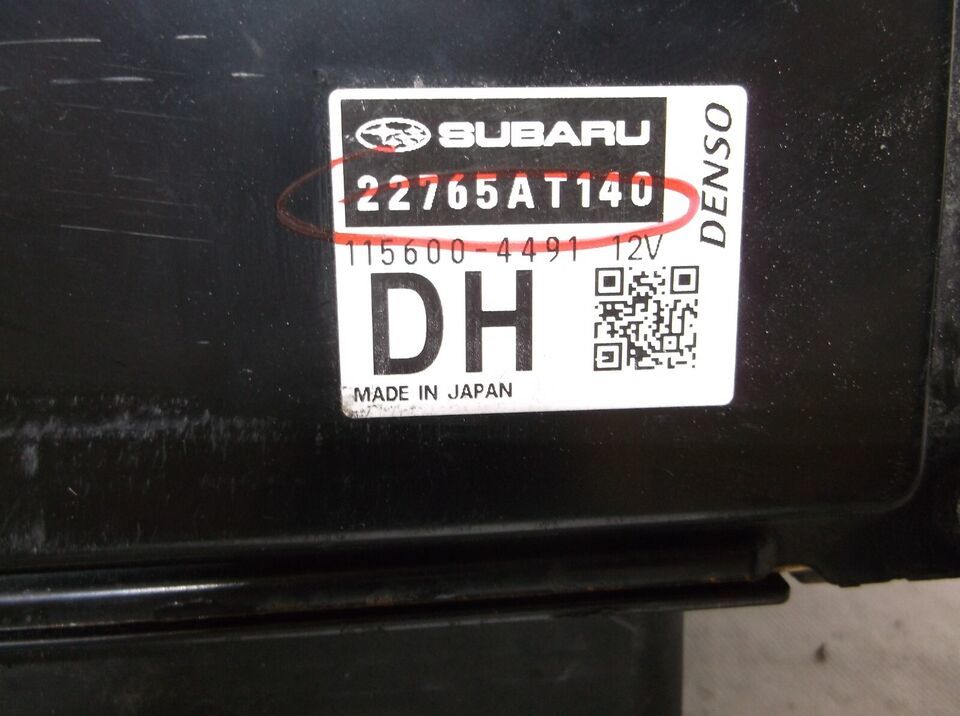 SUBARU
22765AT140
115600-4491 12V
DENSO
DH
MADE IN JAPAN